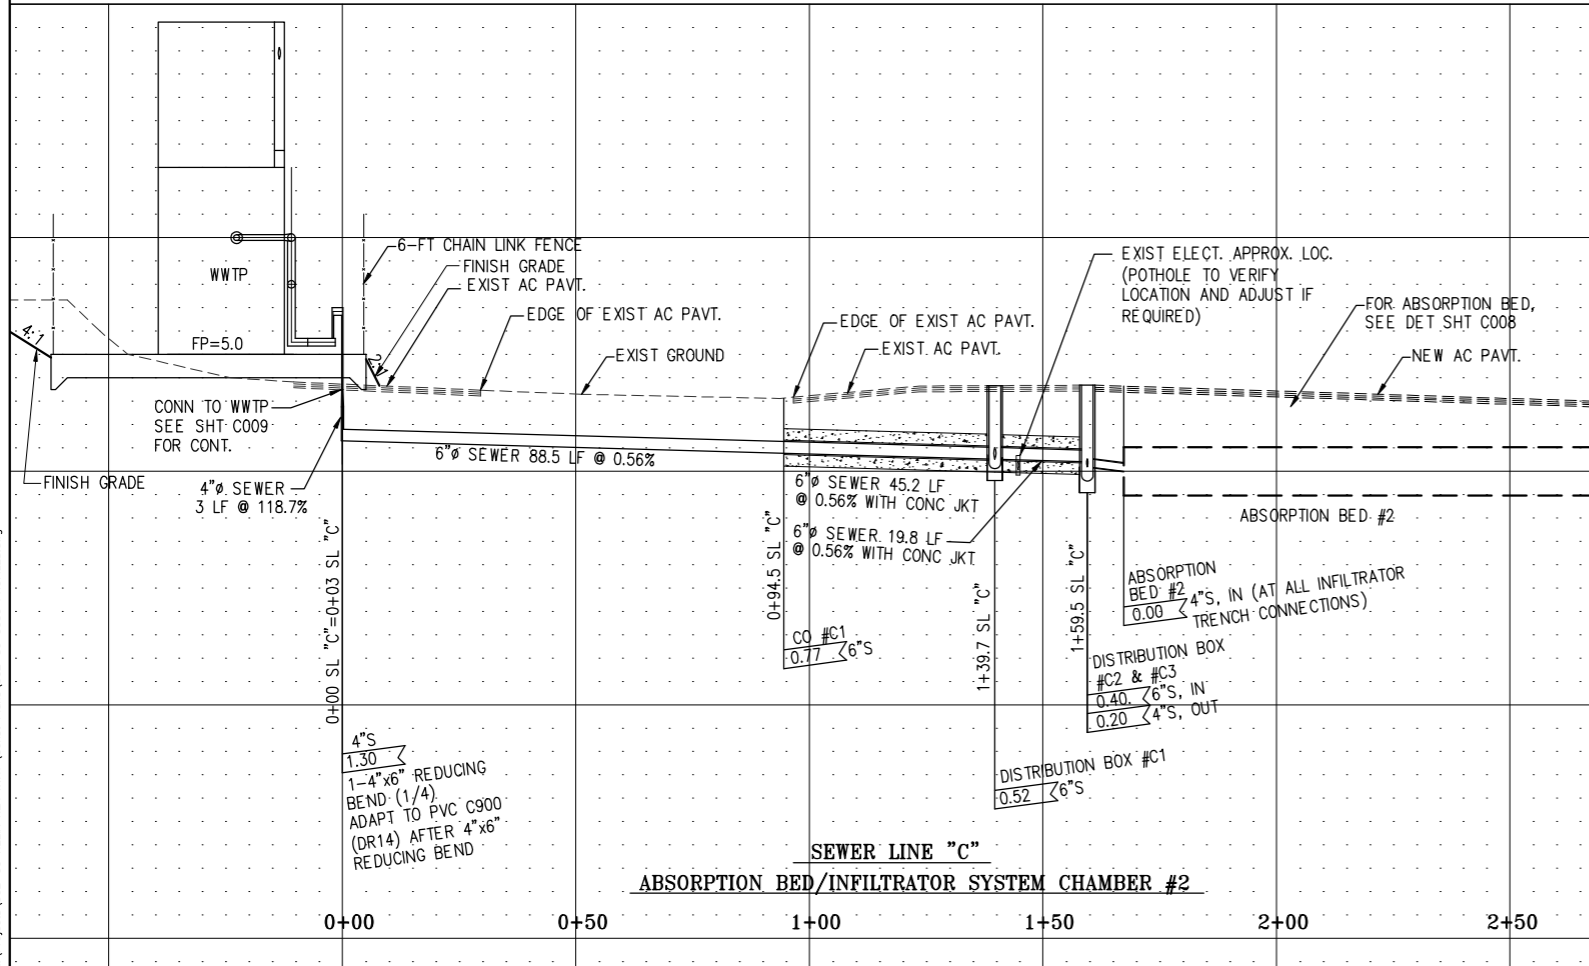 6-FT CHAIN LINK FENCE
FINISH GRADE
EXIST AC PAVT.
WWTP
EDGE OF EXIST AC PAVT.
EXIST GROUND
FP=5.0
4:1
EDGE OF EXIST AC PAVT.
EXIST AC PAVT.
EXIST ELECT. APPROX. LOC.
(POTHOLE TO VERIFY
LOCATION AND ADJUST IF
REQUIRED)
FOR ABSORPTION BED,
SEE DET SHT C008
NEW AC PAVT.
CONN TO WWTP
SEE SHT C009
FOR CONT.
FINISH GRADE
4"ø SEWER
3 LF @ 118.7%
6"ø SEWER 88.5 LF @ 0.56%
6"ø SEWER 45.2 LF
@ 0.56% WITH CONC JKT
6"ø SEWER 19.8 LF
@ 0.56% WITH CONC JKT
ABSORPTION BED #2
0+00 SL "C"=0+03 SL "C"
0+94.5 SL "C"
1+39.7 SL "C"
1+59.5 SL "C"
ABSORPTION
BED #2
0.00 4"S, IN (AT ALL INFILTRATOR
TRENCH CONNECTIONS)
CO #C1
0.77 6"S
DISTRIBUTION BOX
#C2 & #C3
0.40. 6"S, IN
0.20 4"S, OUT
DISTRIBUTION BOX #C1
0.52 6"S
4"S
1.30
1-4"x6" REDUCING
BEND (1/4)
ADAPT TO PVC C900
(DR14) AFTER 4"x6"
REDUCING BEND
SEWER LINE "C"
ABSORPTION BED/INFILTRATOR SYSTEM CHAMBER #2
0+00 0+50 1+00 1+50 2+00 2+50